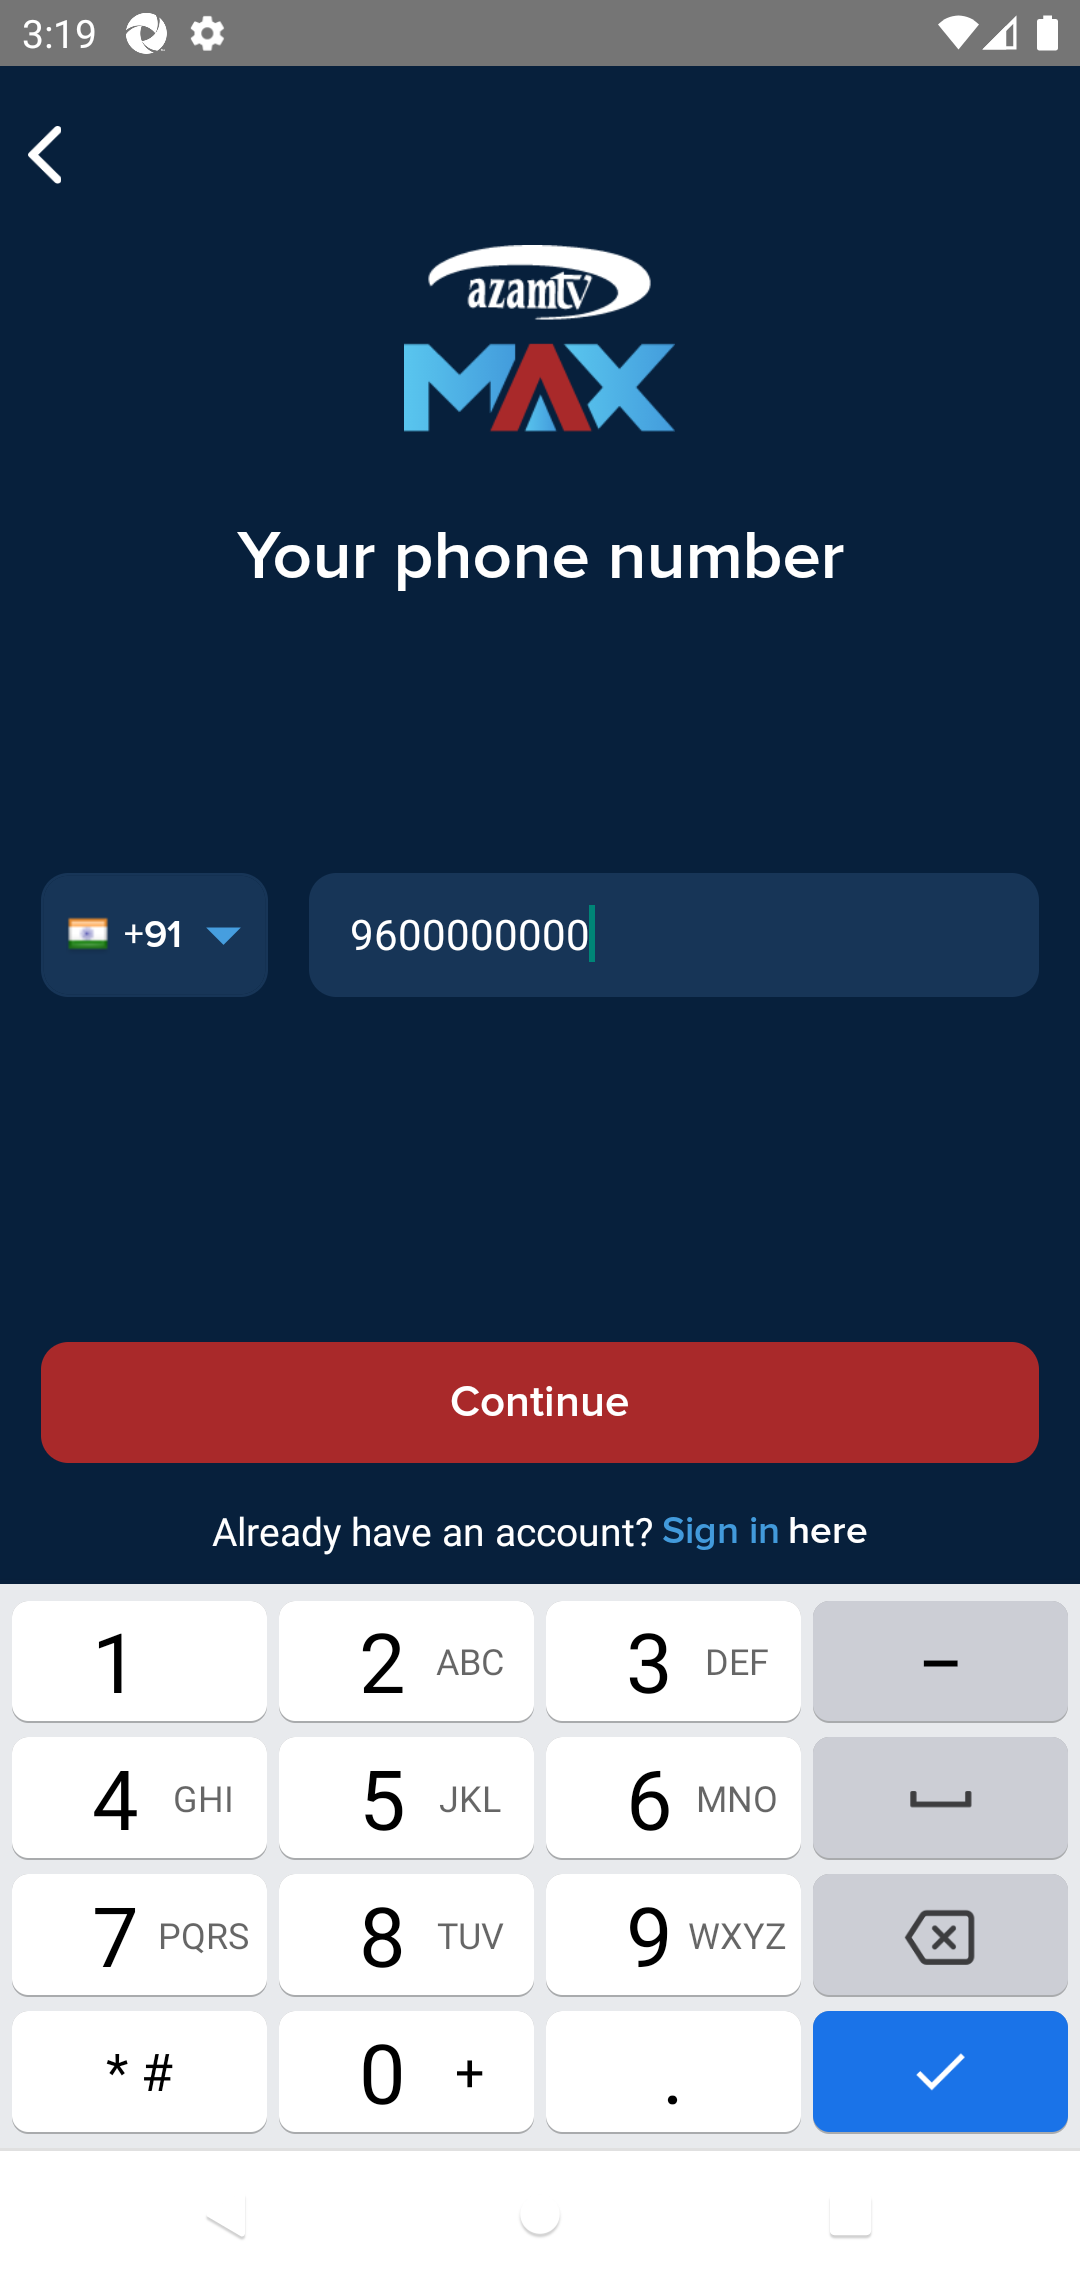 3:19
azamtv
MAX
Your phone number
+91
9600000000
Continue
Already have an account? Sign in here
1
2 ABC
3 DEF
–
4 GHI
5 JKL
6 MNO
7 PQRS
8 TUV
9 WXYZ
* #
0 +
.